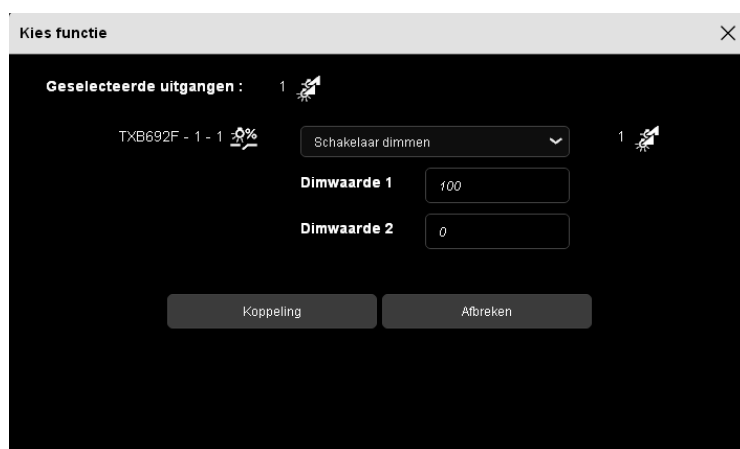 Kies functie
Geselecteerde uitgangen : 1
TXB692F - 1 - 1 % Schakelaar dimmen 1
Dimwaarde 1 100
Dimwaarde 2 0
Koppeling Afbreken